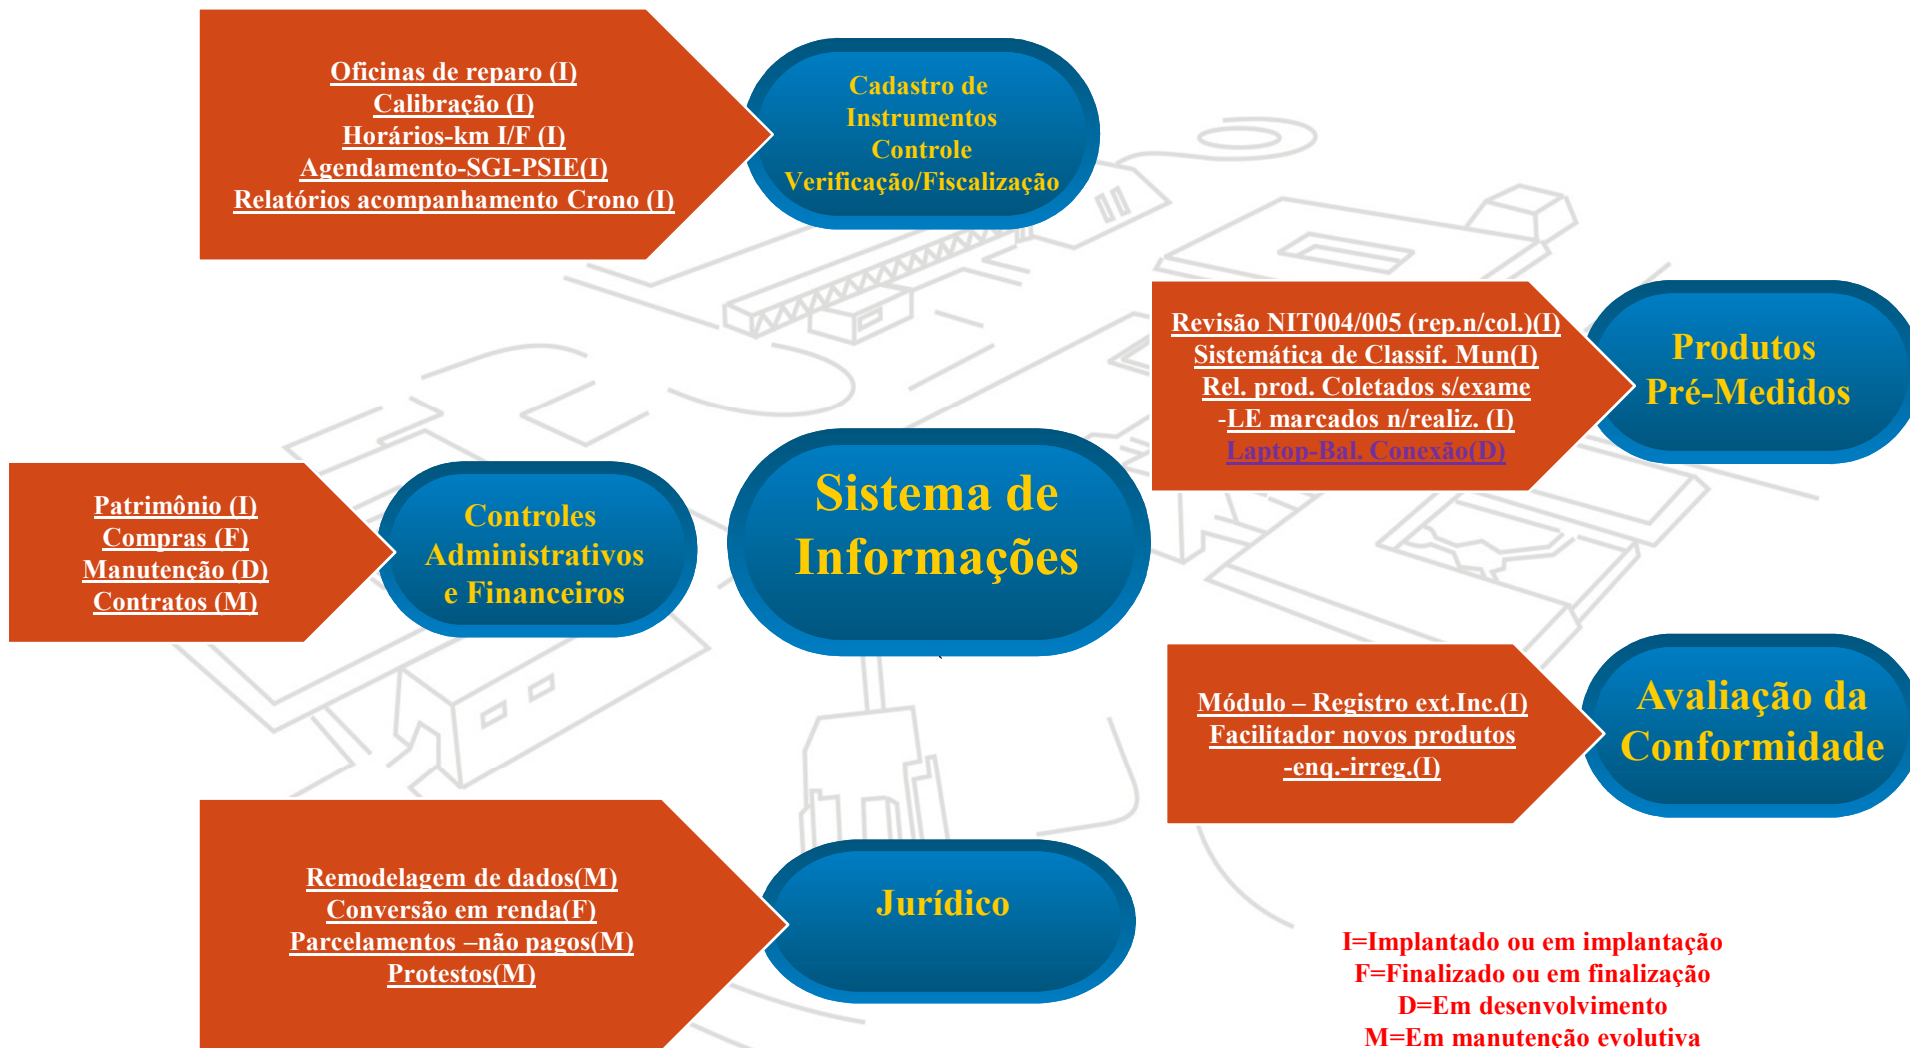 Oficinas de reparo (I)
Calibração (I)
Horários-km I/F (I)
Agendamento-SGI-PSIE(I)
Relatórios acompanhamento Crono (I)
Cadastro de
Instrumentos
Controle
Verificação/Fiscalização
Revisão NIT004/005 (rep.n/col.)(I)
Sistemática de Classif. Mun(I)
Rel. prod. Coletados s/exame
-LE marcados n/realiz. (I)
Laptop-Bal. Conexão(D)
Produtos
Pré-Medidos
Patrimônio (I)
Compras (F)
Manutenção (D)
Contratos (M)
Controles
Administrativos
e Financeiros
Sistema de
Informações
Módulo – Registro ext.Inc.(I)
Facilitador novos produtos
-enq.-irreg.(I)
Avaliação da
Conformidade
Remodelagem de dados(M)
Conversão em renda(F)
Parcelamentos –não pagos(M)
Protestos(M)
Jurídico
I=Implantado ou em implantação
F=Finalizado ou em finalização
D=Em desenvolvimento
M=Em manutenção evolutiva